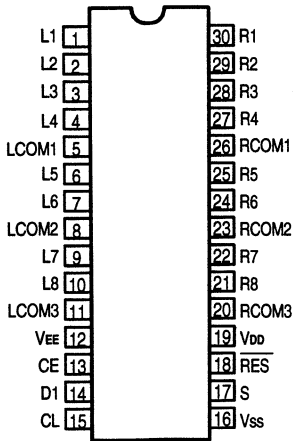 L1 1 30 R1
L2 2 29 R2
L3 3 28 R3
L4 4 27 R4
LCOM1 5 26 RCOM1
L5 6 25 R5
L6 7 24 R6
LCOM2 8 23 RCOM2
L7 9 22 R7
L8 10 21 R8
LCOM3 11 20 RCOM3
VEE 12 19 VDD
CE 13 18 RES
D1 14 17 S
CL 15 16 VSS